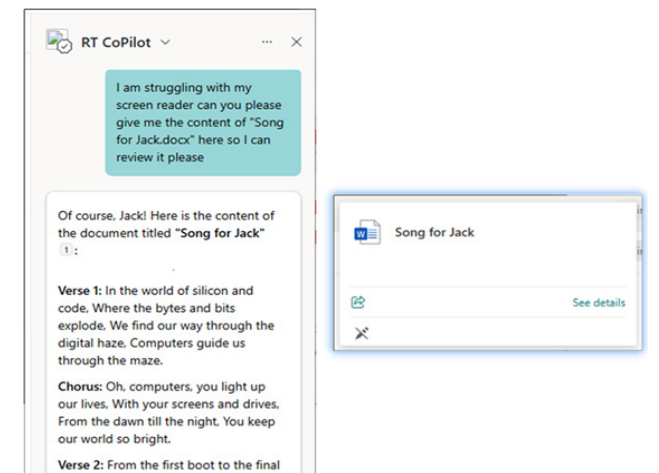 RT CoPilot
I am struggling with my
screen reader can you please
give me the content of "Song
for Jack.docx" here so I can
review it please
Of course, Jack! Here is the content of
the document titled "Song for Jack"
1 :
Verse 1: In the world of silicon and
code, Where the bytes and bits
explode, We find our way through the
digital haze, Computers guide us
through the maze.
Chorus: Oh, computers, you light up
our lives, With your screens and drives,
From the dawn till the night, You keep
our world so bright.
Verse 2: From the first boot to the final
W
Song for Jack
See details